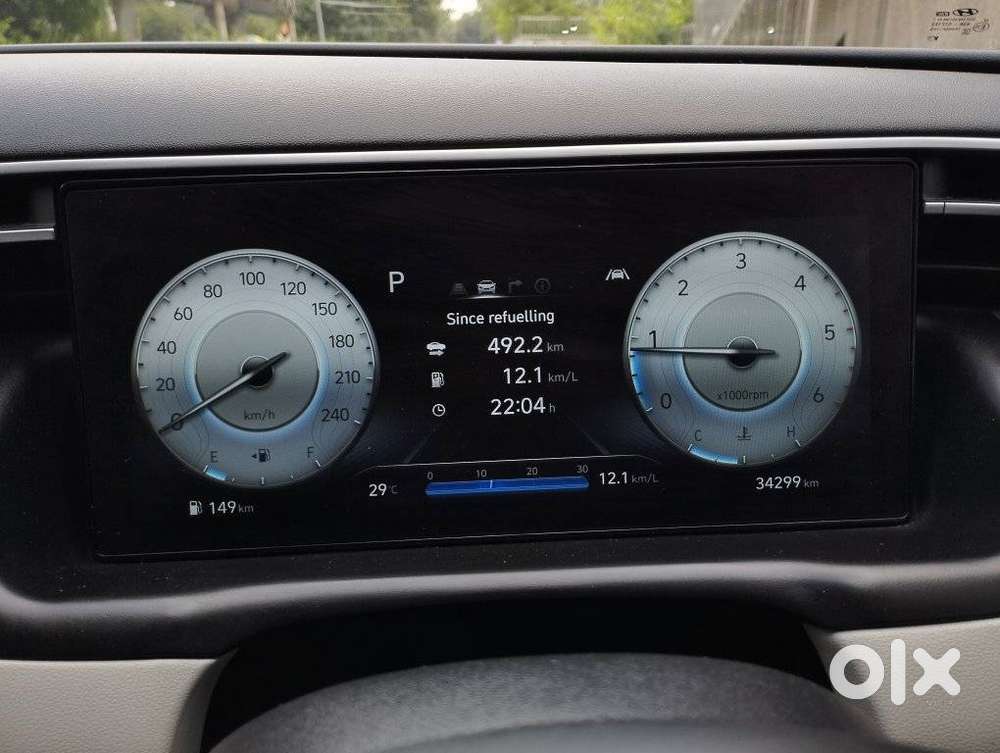 P
Since refuelling
492.2 km
12.1 km/L
22:04 h
0 10 20 30
29°C
12.1 km/L
0 20 40 60 80 100 120 150 180 210 240
km/h
E F
149 km
0 1 2 3 4 5 6
x1000rpm
C H
34299 km
olx